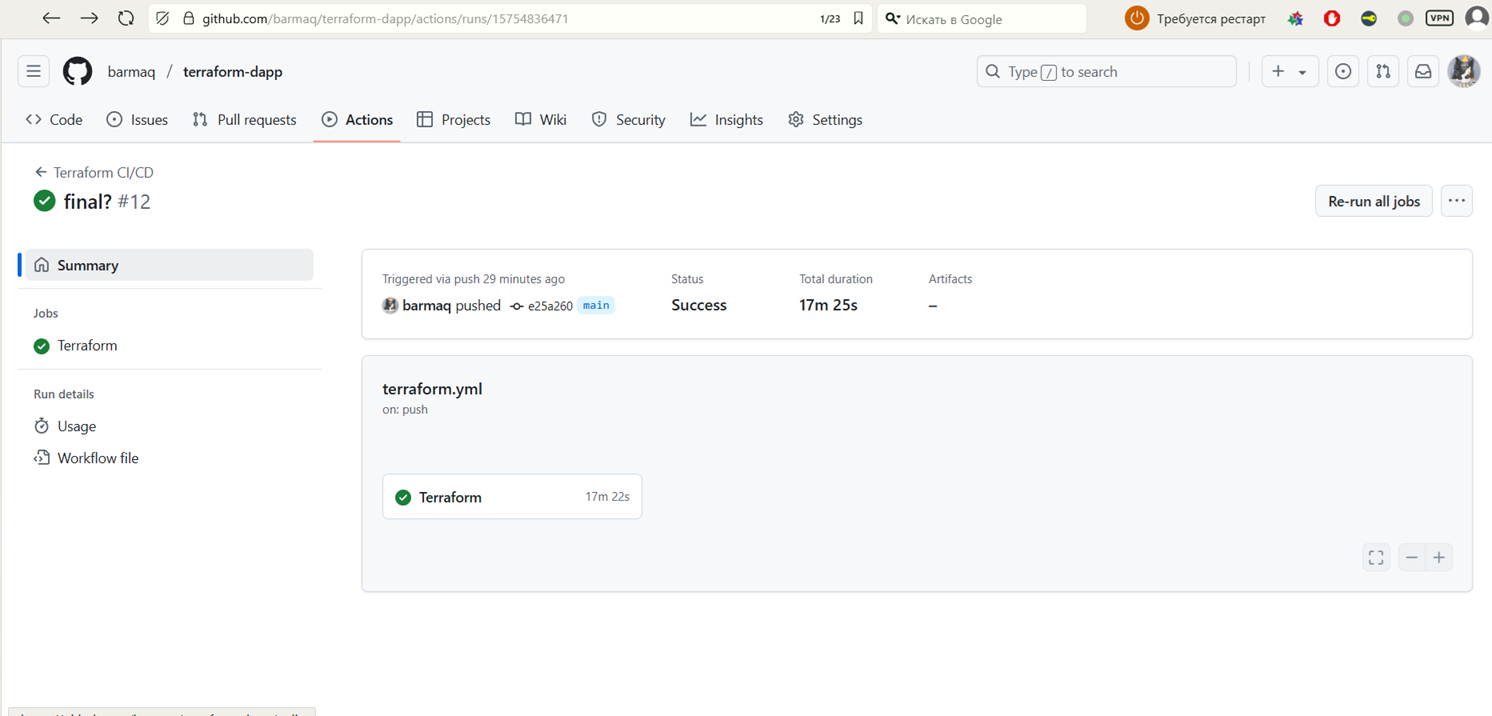 github.com/barmaq/terraform-dapp/actions/runs/15754836471 1/23 Искать в Google Требуется рестарт VPN
barmaq / terraform-dapp Type / to search
Code Issues Pull requests Actions Projects Wiki Security Insights Settings
Terraform CI/CD
final? #12 Re-run all jobs
Summary
Jobs
Terraform
Run details
Usage
Workflow file
Triggered via push 29 minutes ago Status Total duration Artifacts
barmaq pushed e25a260 main Success 17m 25s –
terraform.yml
on: push
Terraform 17m 22s